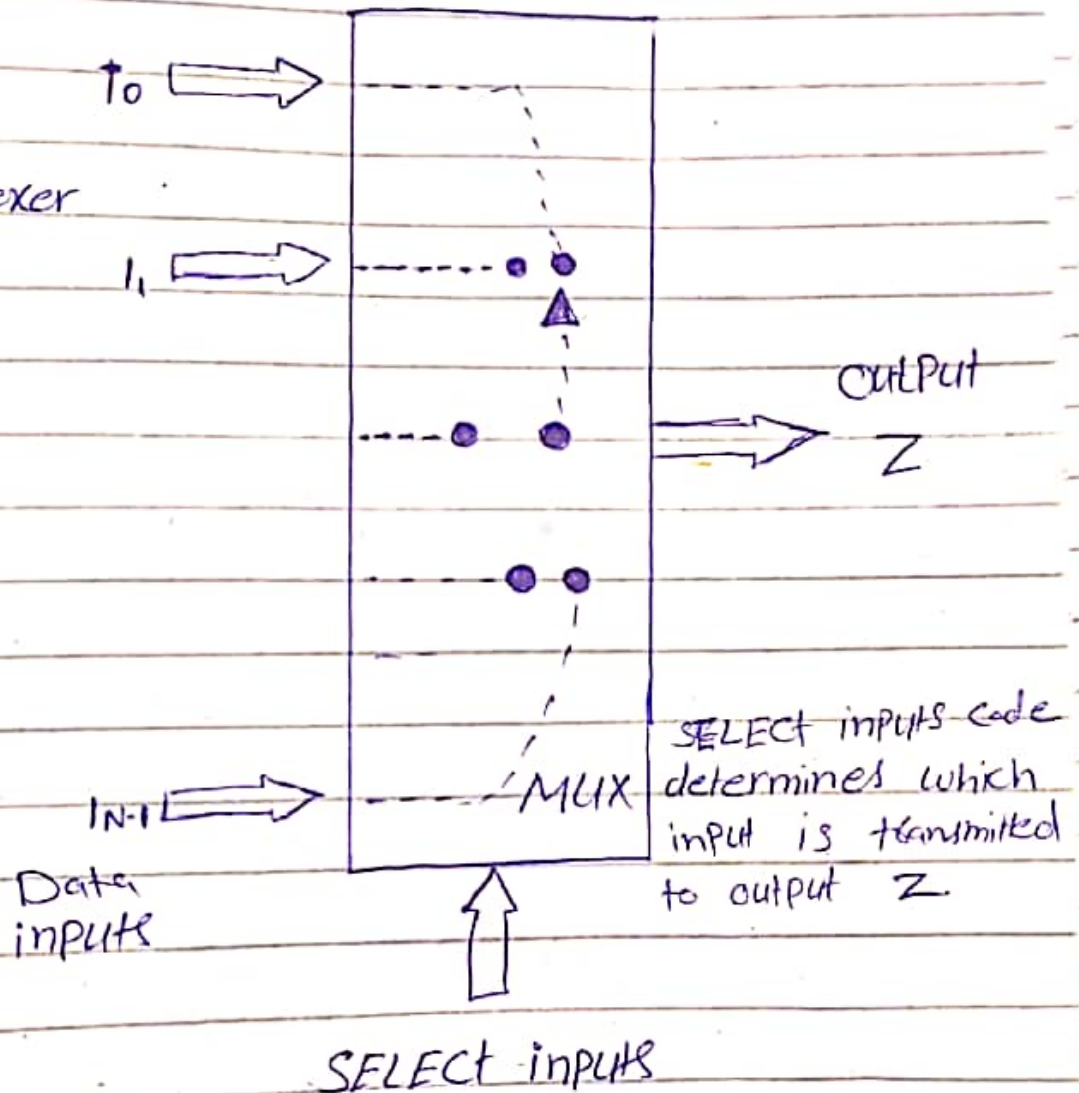 I0
exer
I1
OUTPUT
Z
SELECT inputs code
determines which
MUX
input is transmitted
IN-1
to output Z.
Data
inputs
SELECT inputs